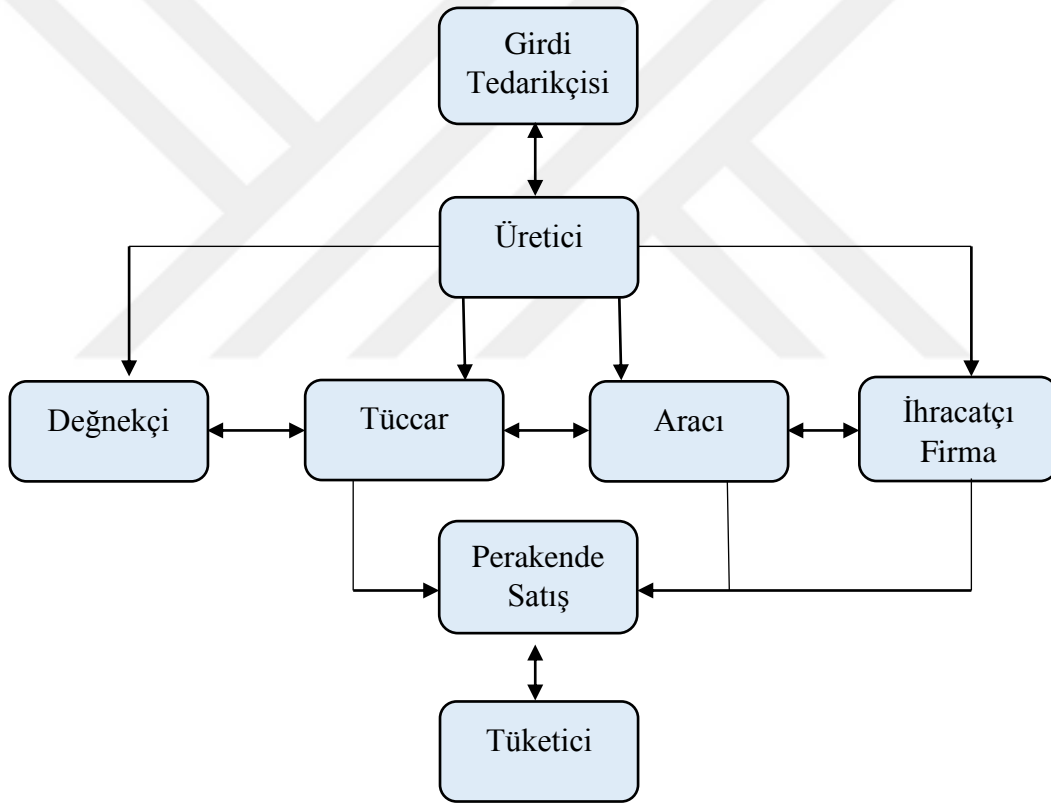 Girdi
Tedarikçisi
Üretici
Değnekçi
Tüccar
Aracı
İhracatçı
Firma
Perakende
Satış
Tüketici